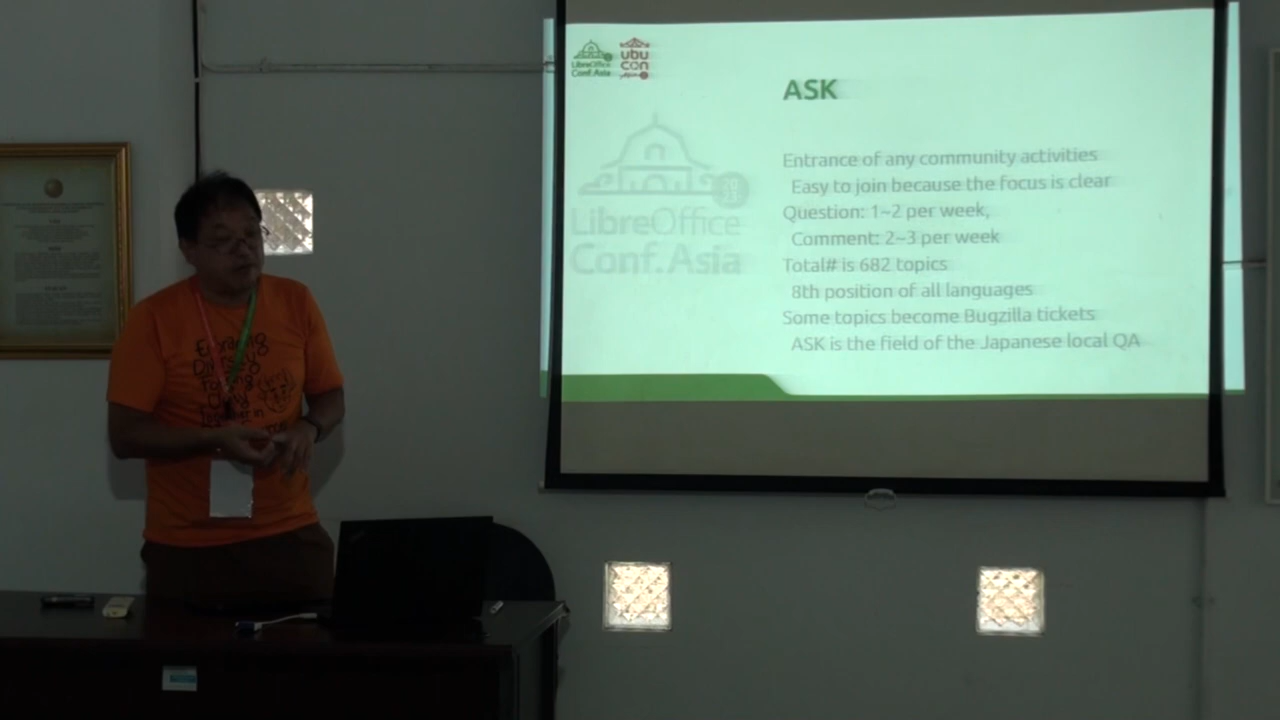 LibreOffice
Conf.Asia
ubu
con
ASK
LibreOffice
Conf.Asia
Entrance of any community activities
Easy to join because the focus is clear
Question: 1~2 per week,
Comment: 2~3 per week
Total# is 682 topics
8th position of all languages
Some topics become Bugzilla tickets
ASK is the field of the Japanese local QA